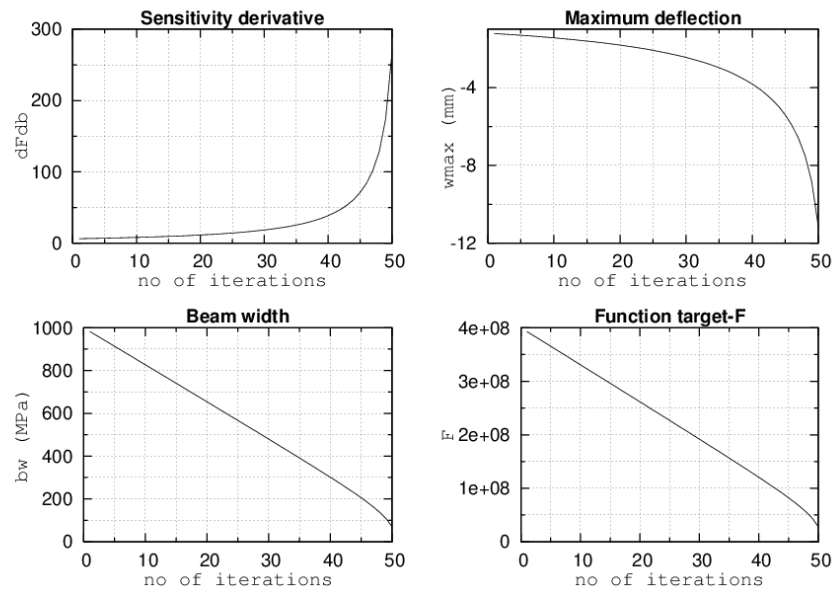 Sensitivity derivative
300
200
100
0
dFdb
0 10 20 30 40 50
no of iterations
Maximum deflection
-4
-8
-12
wmax (mm)
0 10 20 30 40 50
no of iterations
Beam width
1000
800
600
400
200
0
bw (MPa)
0 10 20 30 40 50
no of iterations
Function target-F
4e+08
3e+08
2e+08
1e+08
0
F
0 10 20 30 40 50
no of iterations